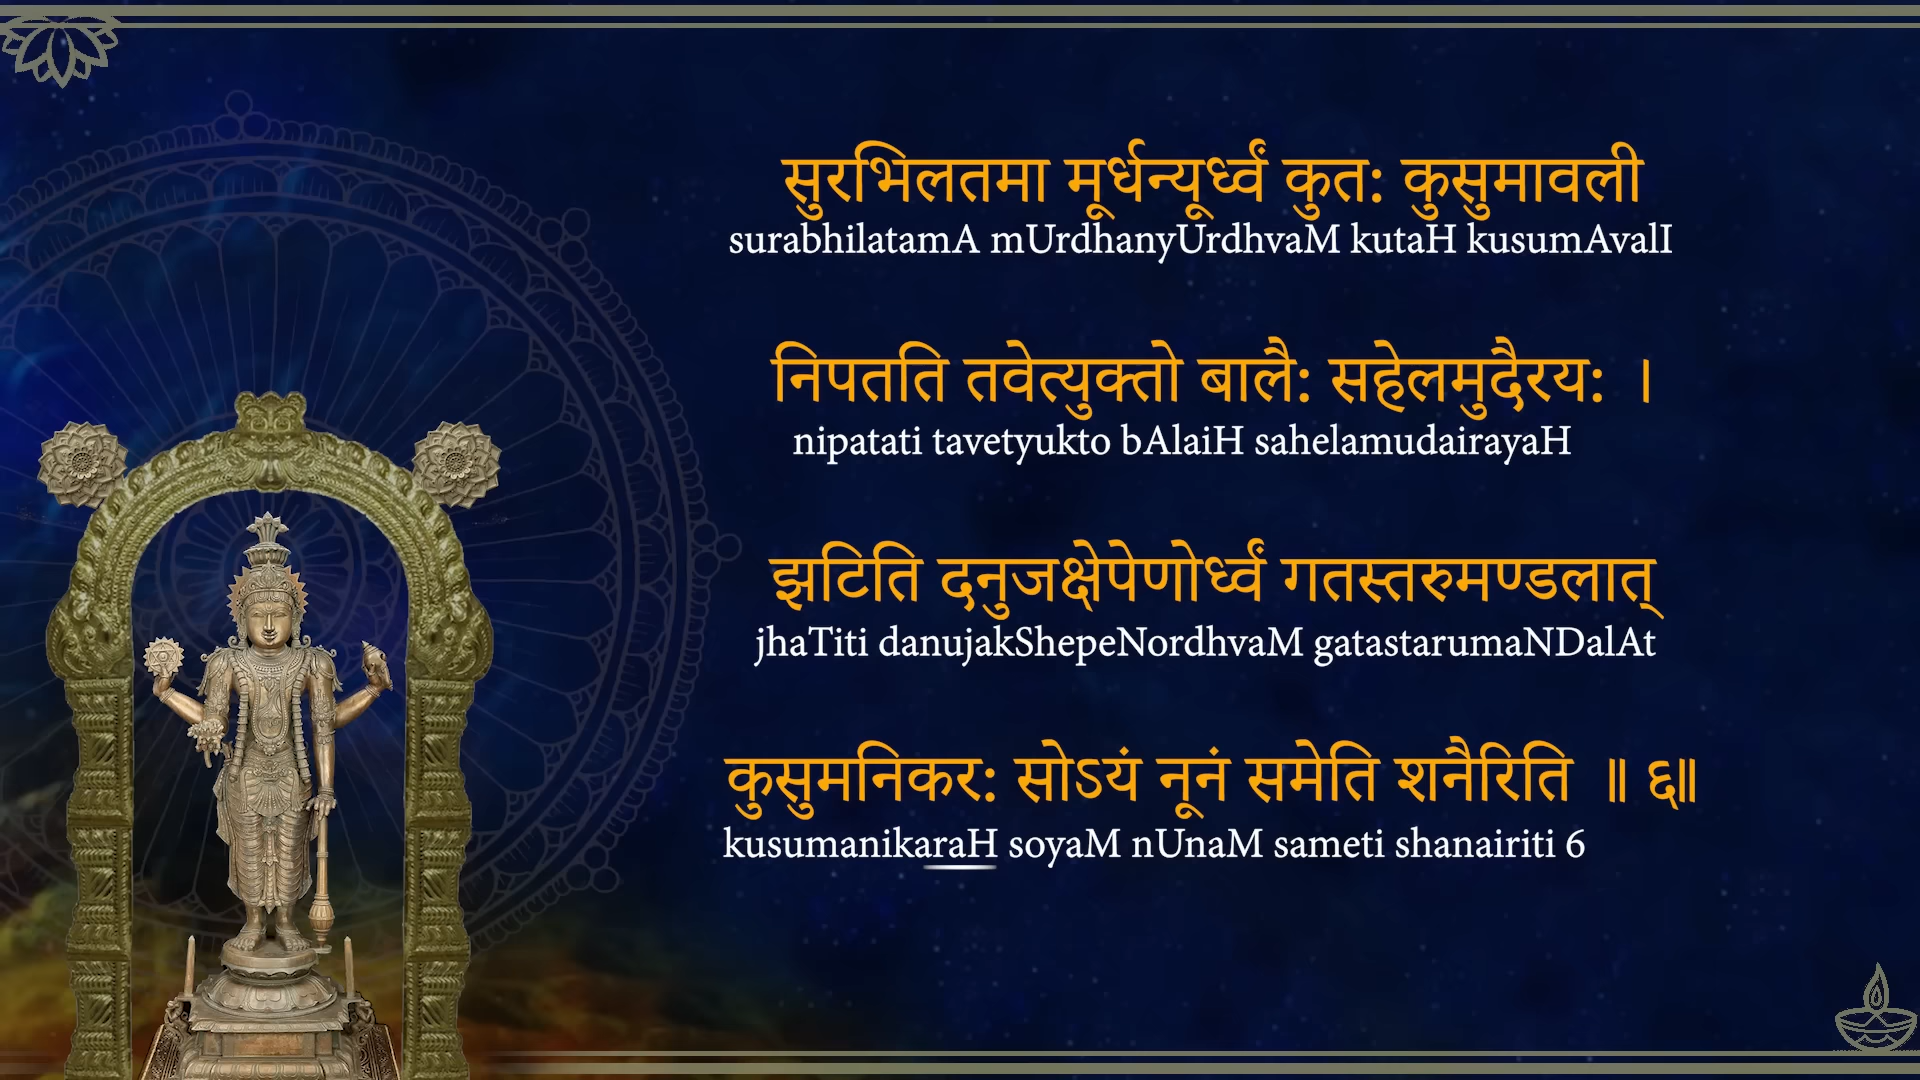 सुरभिलतमा मूर्धन्यूर्ध्वं कुत: कुसुमावली
surabhilatamA mUrdhanyUrdhvaM kutaH kusumAvalI
निपतति तवेत्युक्तो बालै: सहेलमुदैरय: ।
nipatati tavetyukto bAlaiH sahelamudairayaH
झटिति दनुजक्षेपेणोर्ध्वं गतस्तरुमण्डलात्
jhaTiti danujakShepeNordhvaM gatastarumaNDalAt
कुसुमनिकर: सोऽयं नूनं समेति शनैरिति ॥ ६॥
kusumanikaraH soyaM nUnaM sameti shanairiti 6